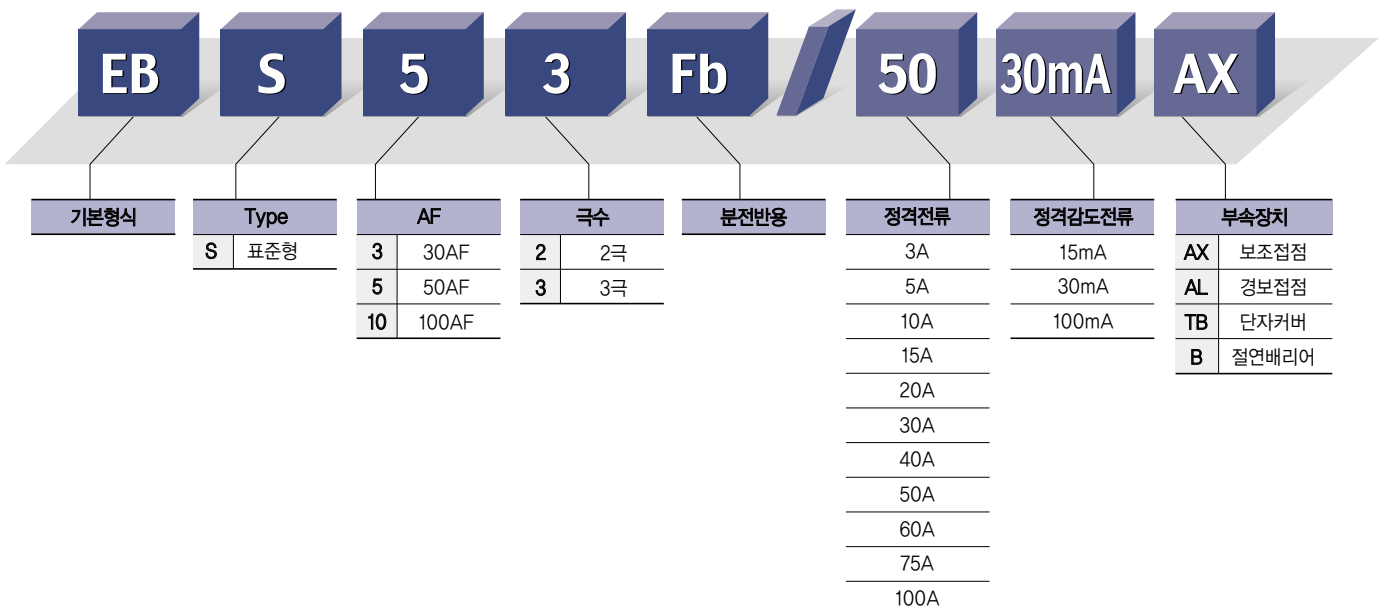 EB S 5 3 Fb / 50 30mA AX
기본형식 Type AF 극수 분전반용 정격전류 정격감도전류 부속장치
S 표준형 3 30AF 2 2극 3A 15mA AX 보조접점
5 50AF 3 3극 5A 30mA AL 경보접점
10 100AF 10A 100mA TB 단자커버
15A B 절연배리어
20A
30A
40A
50A
60A
75A
100A